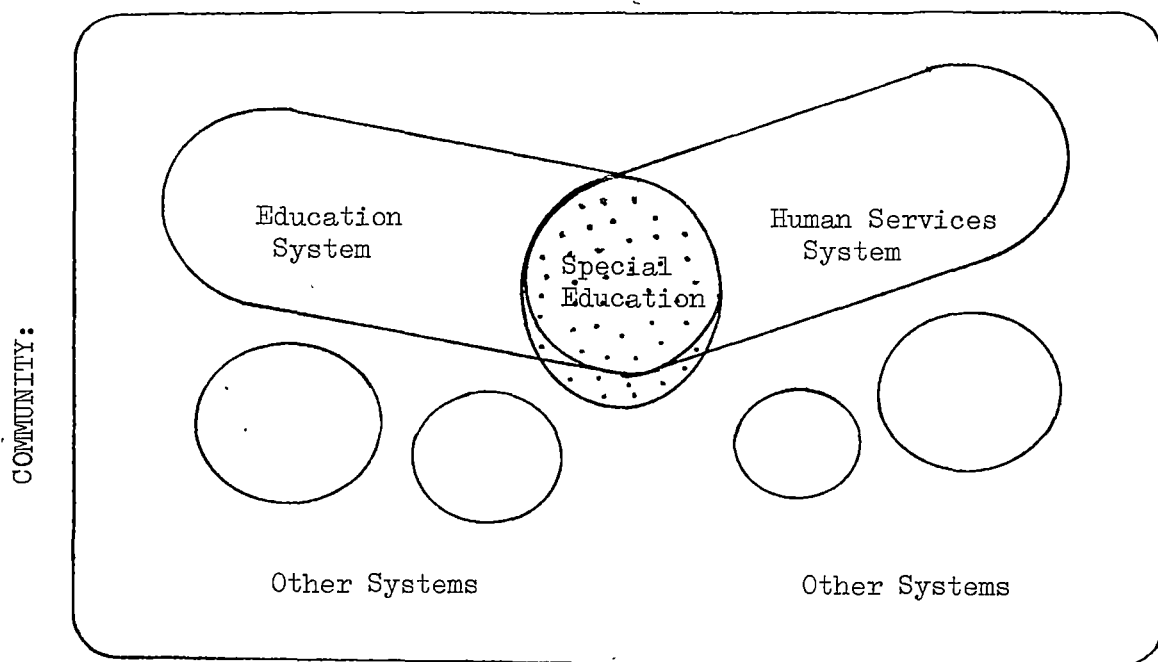 COMMUNITY:
Education
System
Special
Education
Human Services
System
Other Systems
Other Systems